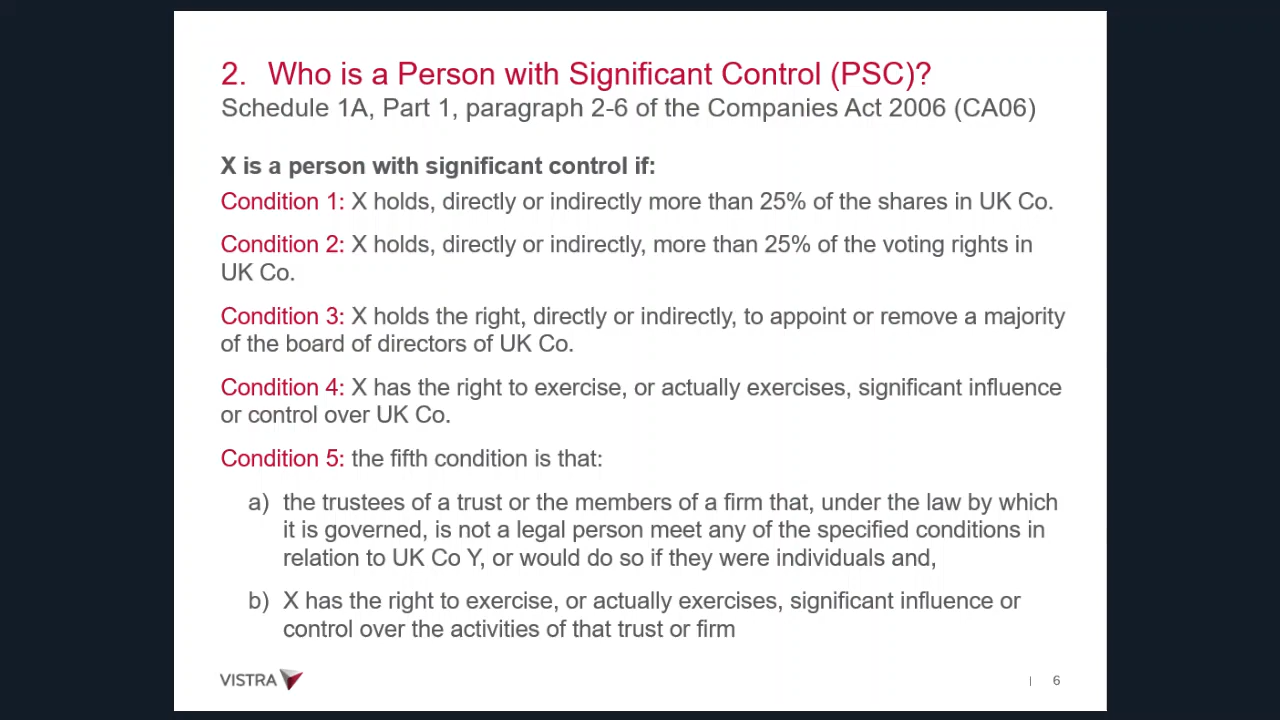 2. Who is a Person with Significant Control (PSC)?
Schedule 1A, Part 1, paragraph 2-6 of the Companies Act 2006 (CA06)
X is a person with significant control if:
Condition 1: X holds, directly or indirectly more than 25% of the shares in UK Co.
Condition 2: X holds, directly or indirectly, more than 25% of the voting rights in
UK Co.
Condition 3: X holds the right, directly or indirectly, to appoint or remove a majority
of the board of directors of UK Co.
Condition 4: X has the right to exercise, or actually exercises, significant influence
or control over UK Co.
Condition 5: the fifth condition is that:
a) the trustees of a trust or the members of a firm that, under the law by which
it is governed, is not a legal person meet any of the specified conditions in
relation to UK Co Y, or would do so if they were individuals and,
b) X has the right to exercise, or actually exercises, significant influence or
control over the activities of that trust or firm
VISTRA
| 6